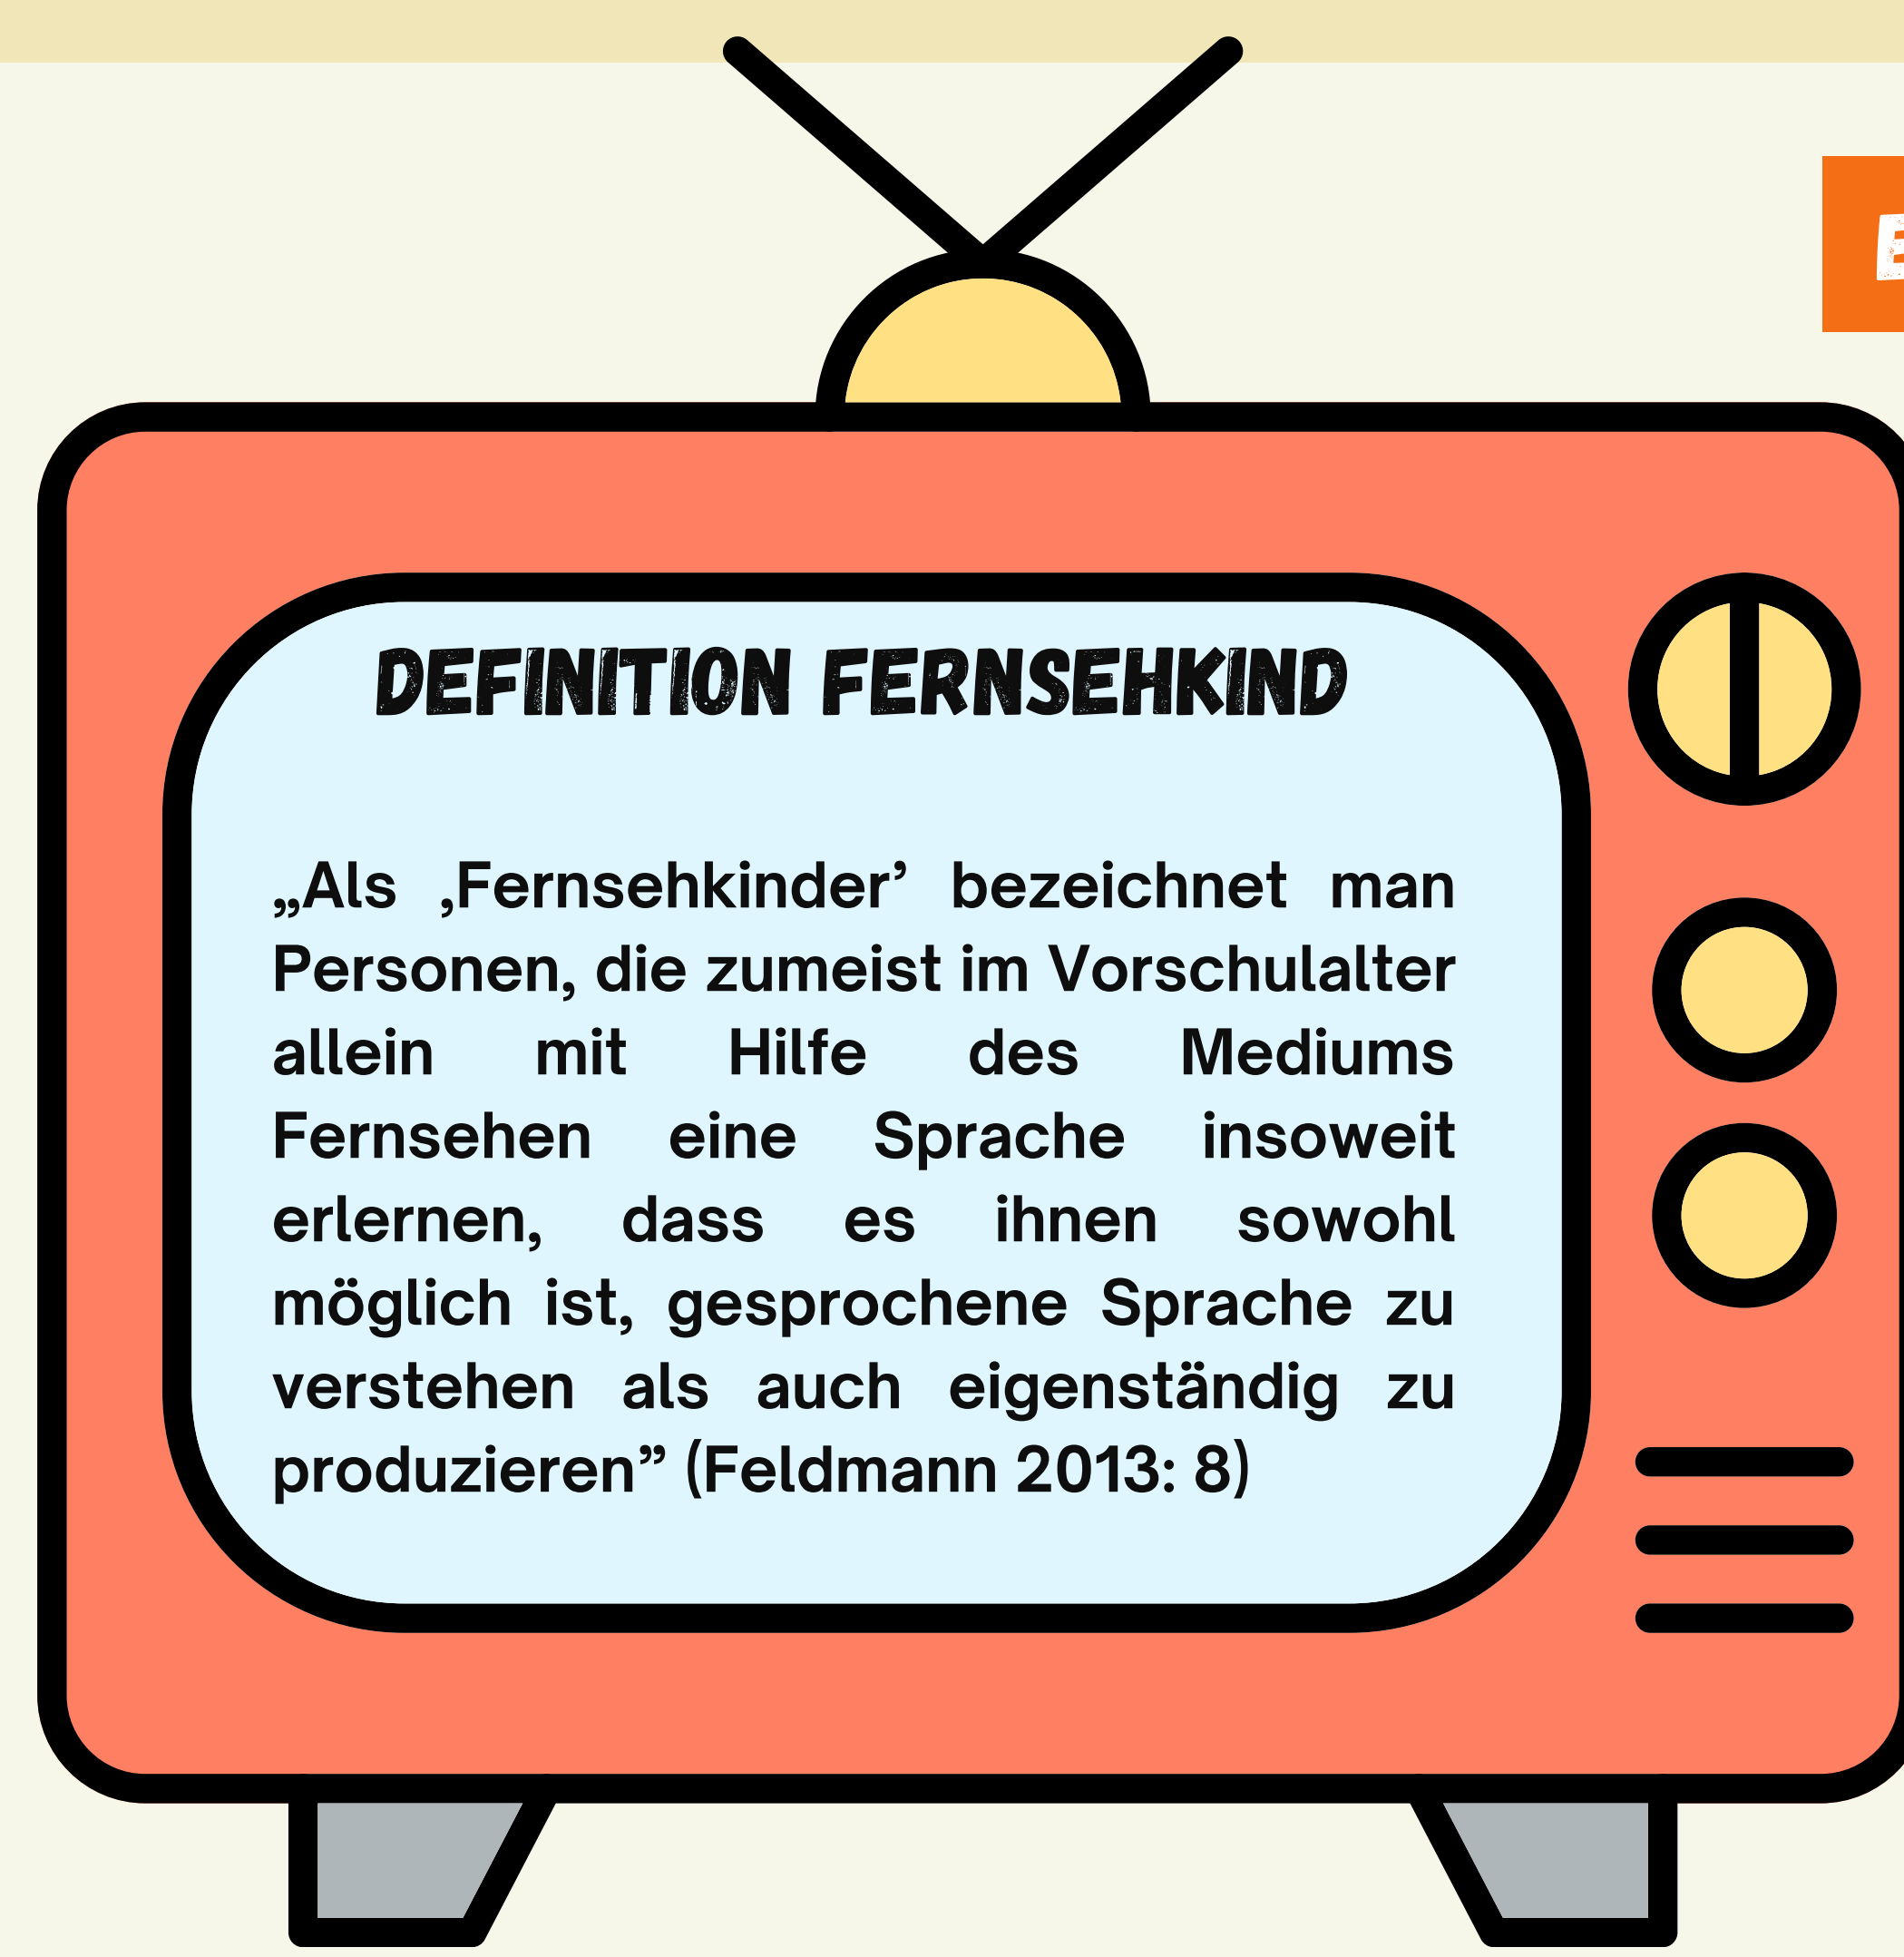 DEFINITION FERNSEHKIND
„Als ‚Fernsehkinder’ bezeichnet man
Personen, die zumeist im Vorschulalter
allein mit Hilfe des Mediums
Fernsehen eine Sprache insoweit
erlernen, dass es ihnen sowohl
möglich ist, gesprochene Sprache zu
verstehen als auch eigenständig zu
produzieren” (Feldmann 2013: 8)